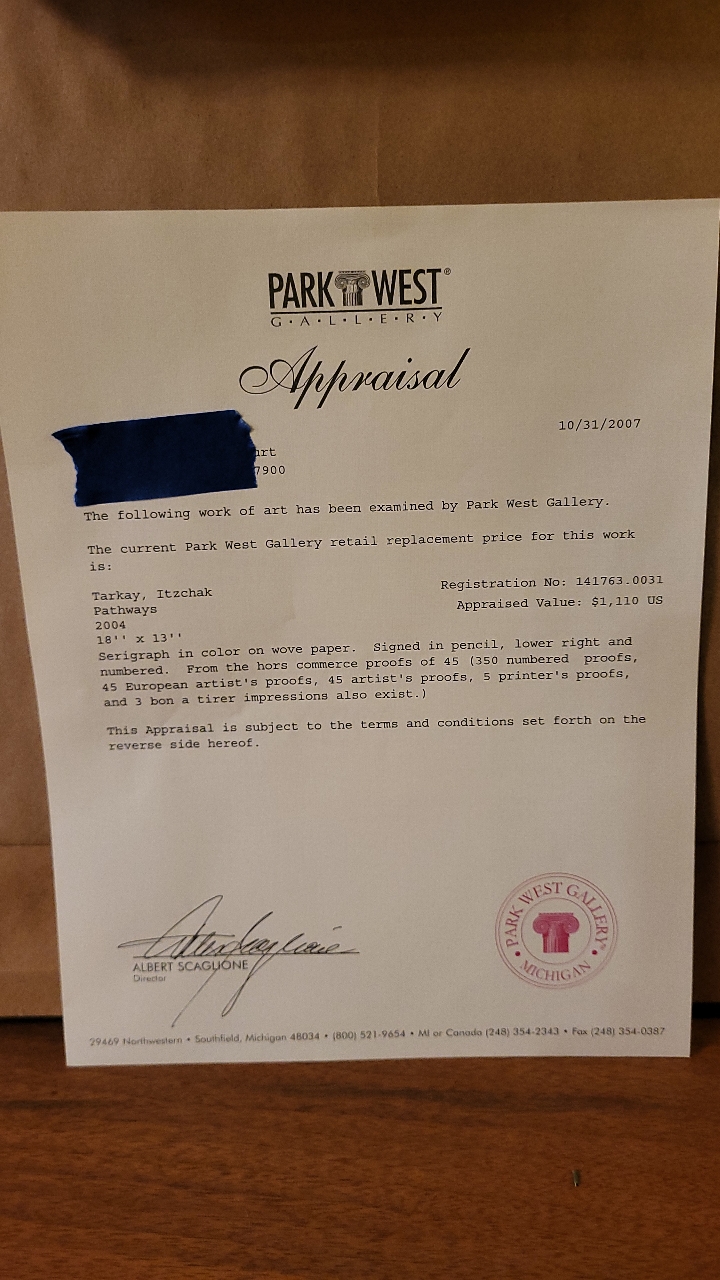 PARK WEST®
G·A·L·L·E·R·Y
Appraisal
10/31/2007
7900
The following work of art has been examined by Park West Gallery.
The current Park West Gallery retail replacement price for this work
is:
Tarkay, Itzchak
Registration No: 141763.0031
Pathways
Appraised Value: $1,110 US
2004
18'' x 13''
Serigraph in color on wove paper. Signed in pencil, lower right and
numbered. From the hors commerce proofs of 45 (350 numbered proofs,
45 European artist's proofs, 45 artist's proofs, 5 printer's proofs,
and 3 bon a tirer impressions also exist.)
This Appraisal is subject to the terms and conditions set forth on the
reverse side hereof.
ALBERT SCAGLIONE
Director
PARK WEST GALLERY®
• MICHIGAN •
29469 Northwestern • Southfield, Michigan 48034 • (800) 521-9654 • MI or Canada (248) 354-2343 • Fax (248) 354-0387